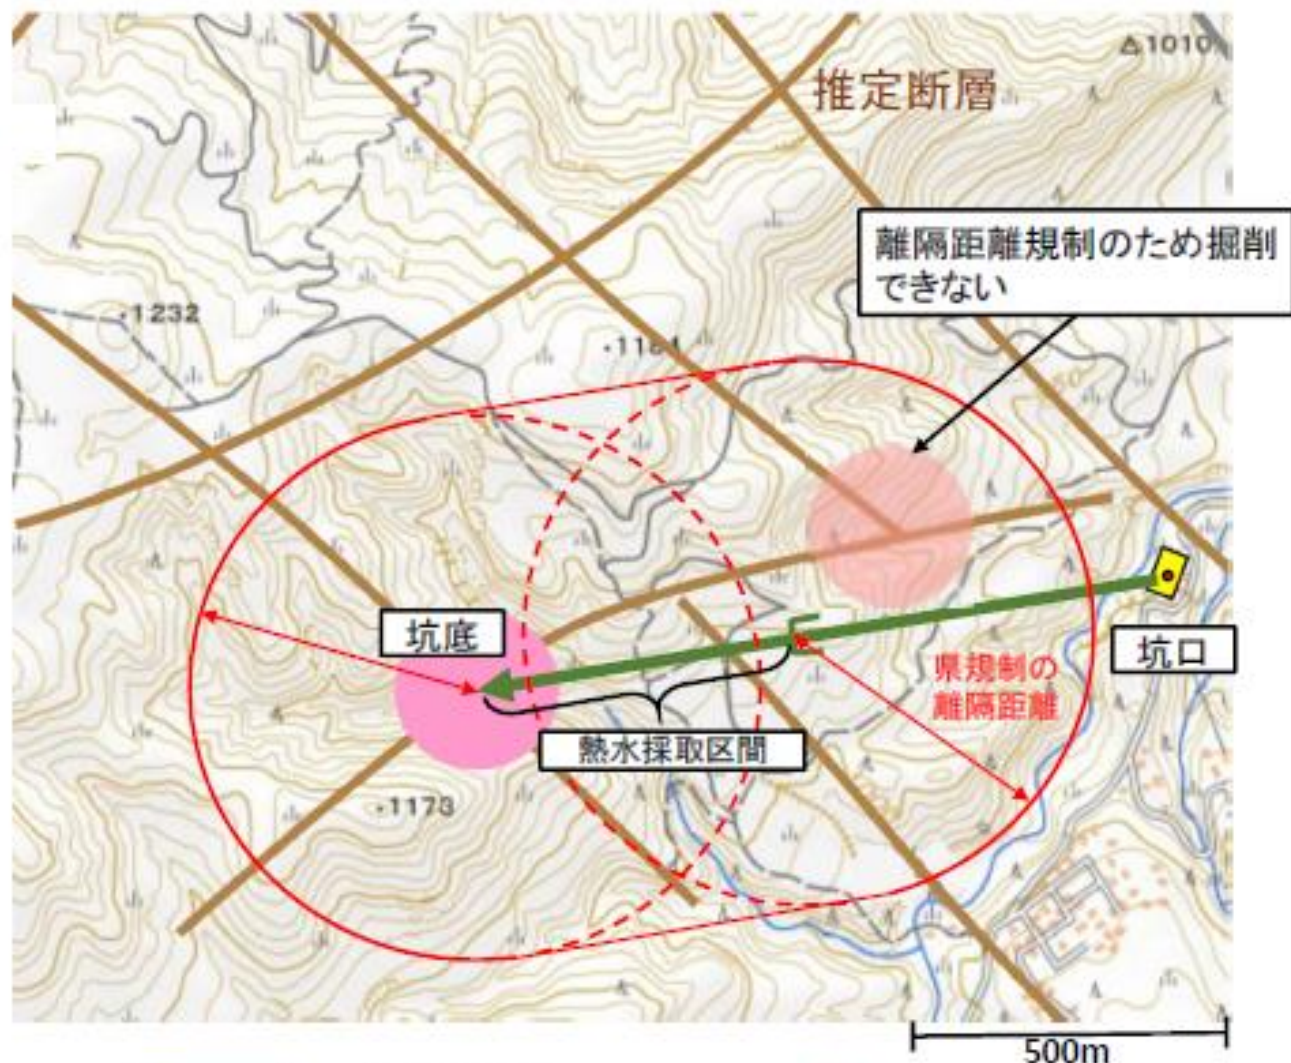 △1010
推定断層
離隔距離規制のため掘削
できない
・1232
・1184
坑底
坑口
県規制の
離隔距離
熱水採取区間
・1173
500m